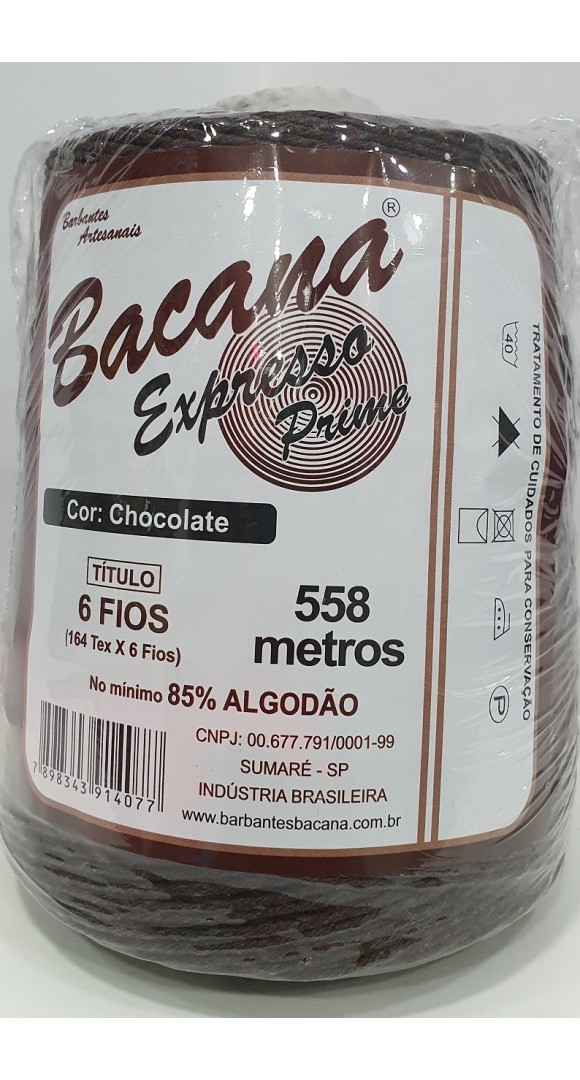 Barbantes
Artesanais
Bacana®
Expresso
Prime
Cor: Chocolate
TÍTULO
6 FIOS
(164 Tex X 6 Fios)
558
metros
No mínimo 85% ALGODÃO
7 898343 914077
CNPJ: 00.677.791/0001-99
SUMARÉ - SP
INDÚSTRIA BRASILEIRA
www.barbantesbacana.com.br
TRATAMENTO DE CUIDADOS PARA CONSERVAÇÃO
40
P